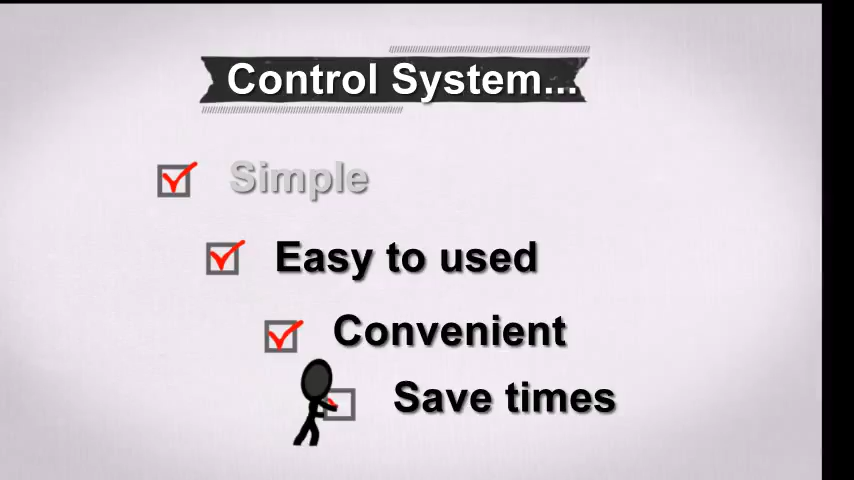 Control System...
Simple
Easy to used
Convenient
Save times